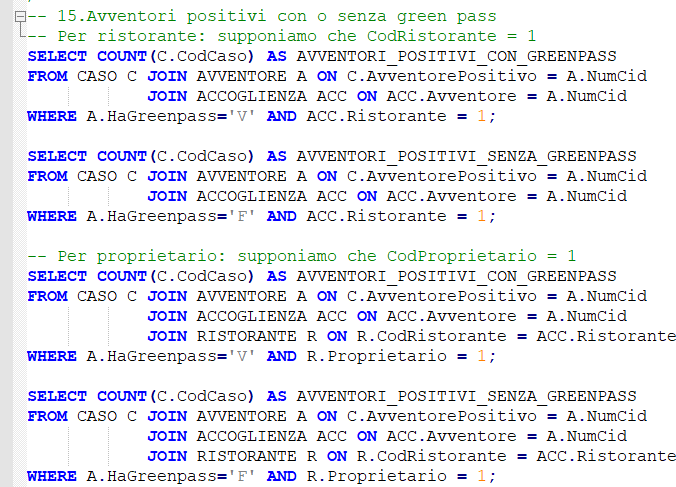 -- 15.Avventori positivi con o senza green pass
-- Per ristorante: supponiamo che CodRistorante = 1
SELECT COUNT(C.CodCaso) AS AVVENTORI_POSITIVI_CON_GREENPASS
FROM CASO C JOIN AVVENTORE A ON C.AvventorePositivo = A.NumCid
            JOIN ACCOGLIENZA ACC ON ACC.Avventore = A.NumCid
WHERE A.HaGreenpass='V' AND ACC.Ristorante = 1;

SELECT COUNT(C.CodCaso) AS AVVENTORI_POSITIVI_SENZA_GREENPASS
FROM CASO C JOIN AVVENTORE A ON C.AvventorePositivo = A.NumCid
            JOIN ACCOGLIENZA ACC ON ACC.Avventore = A.NumCid
WHERE A.HaGreenpass='F' AND ACC.Ristorante = 1;

-- Per proprietario: supponiamo che CodProprietario = 1
SELECT COUNT(C.CodCaso) AS AVVENTORI_POSITIVI_CON_GREENPASS
FROM CASO C JOIN AVVENTORE A ON C.AvventorePositivo = A.NumCid
            JOIN ACCOGLIENZA ACC ON ACC.Avventore = A.NumCid
            JOIN RISTORANTE R ON R.CodRistorante = ACC.Ristorante
WHERE A.HaGreenpass='V' AND R.Proprietario = 1;

SELECT COUNT(C.CodCaso) AS AVVENTORI_POSITIVI_SENZA_GREENPASS
FROM CASO C JOIN AVVENTORE A ON C.AvventorePositivo = A.NumCid
            JOIN ACCOGLIENZA ACC ON ACC.Avventore = A.NumCid
            JOIN RISTORANTE R ON R.CodRistorante = ACC.Ristorante
WHERE A.HaGreenpass='F' AND R.Proprietario = 1;